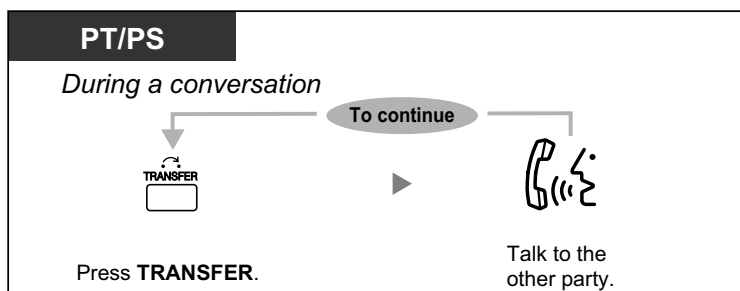 PT/PS
During a conversation
To continue
TRANSFER
Press TRANSFER.
Talk to the
other party.